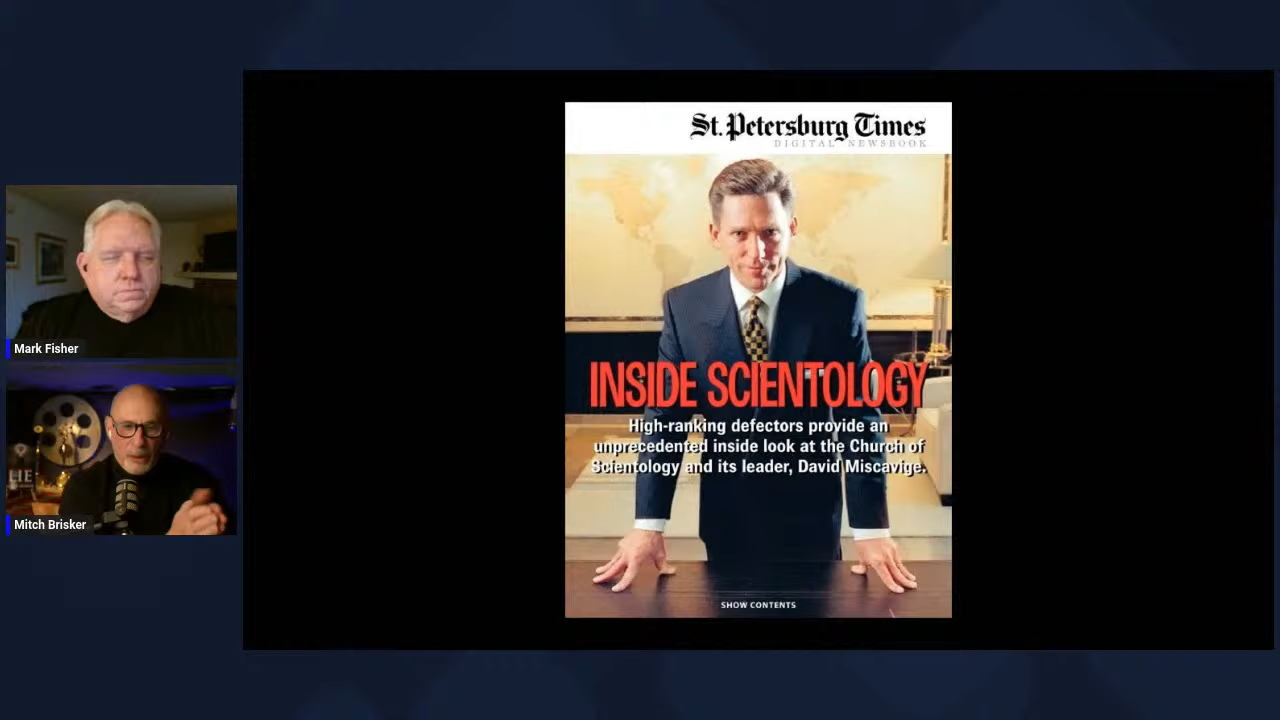 Mark Fisher
LIE
Mitch Brisker
St. Petersburg Times
DIGITAL NEWSBOOK
INSIDE SCIENTOLOGY
High-ranking defectors provide an
unprecedented inside look at the Church of
Scientology and its leader, David Miscavige.
SHOW CONTENTS